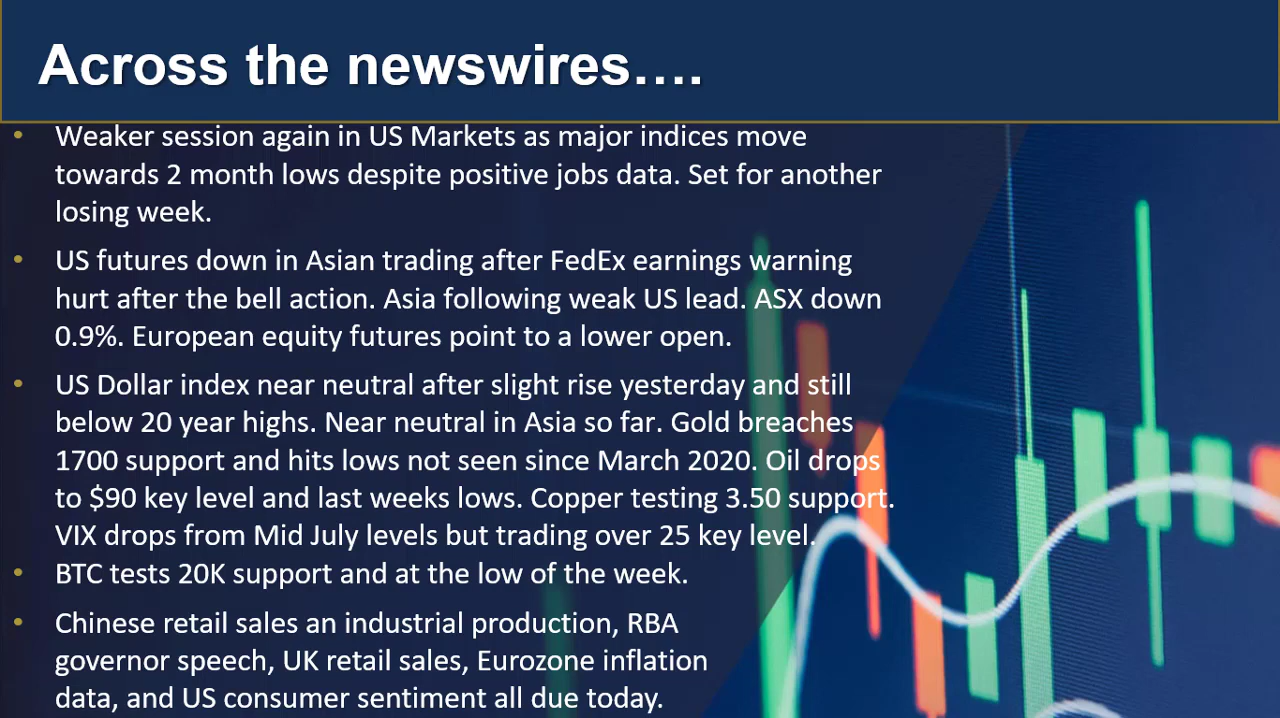 Across the newswires….
• Weaker session again in US Markets as major indices move
towards 2 month lows despite positive jobs data. Set for another
losing week.
• US futures down in Asian trading after FedEx earnings warning
hurt after the bell action. Asia following weak US lead. ASX down
0.9%. European equity futures point to a lower open.
• US Dollar index near neutral after slight rise yesterday and still
below 20 year highs. Near neutral in Asia so far. Gold breaches
1700 support and hits lows not seen since March 2020. Oil drops
to $90 key level and last weeks lows. Copper testing 3.50 support.
VIX drops from Mid July levels but trading over 25 key level.
• BTC tests 20K support and at the low of the week.
• Chinese retail sales an industrial production, RBA
governor speech, UK retail sales, Eurozone inflation
data, and US consumer sentiment all due today.